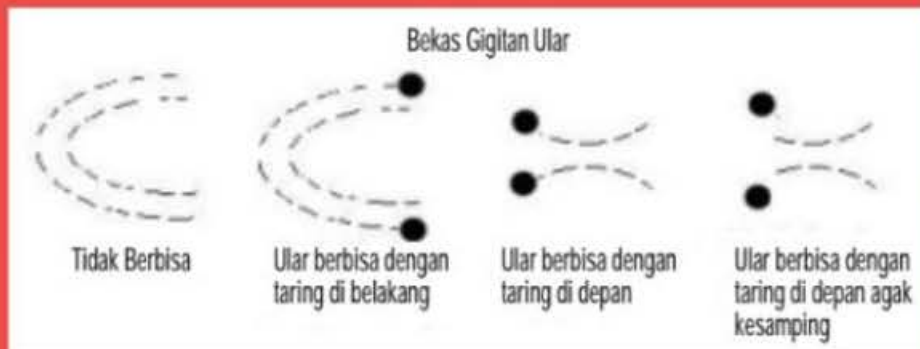 Bekas Gigitan Ular
Tidak Berbisa
Ular berbisa dengan
taring di belakang
Ular berbisa dengan
taring di depan
Ular berbisa dengan
taring di depan agak
kesamping